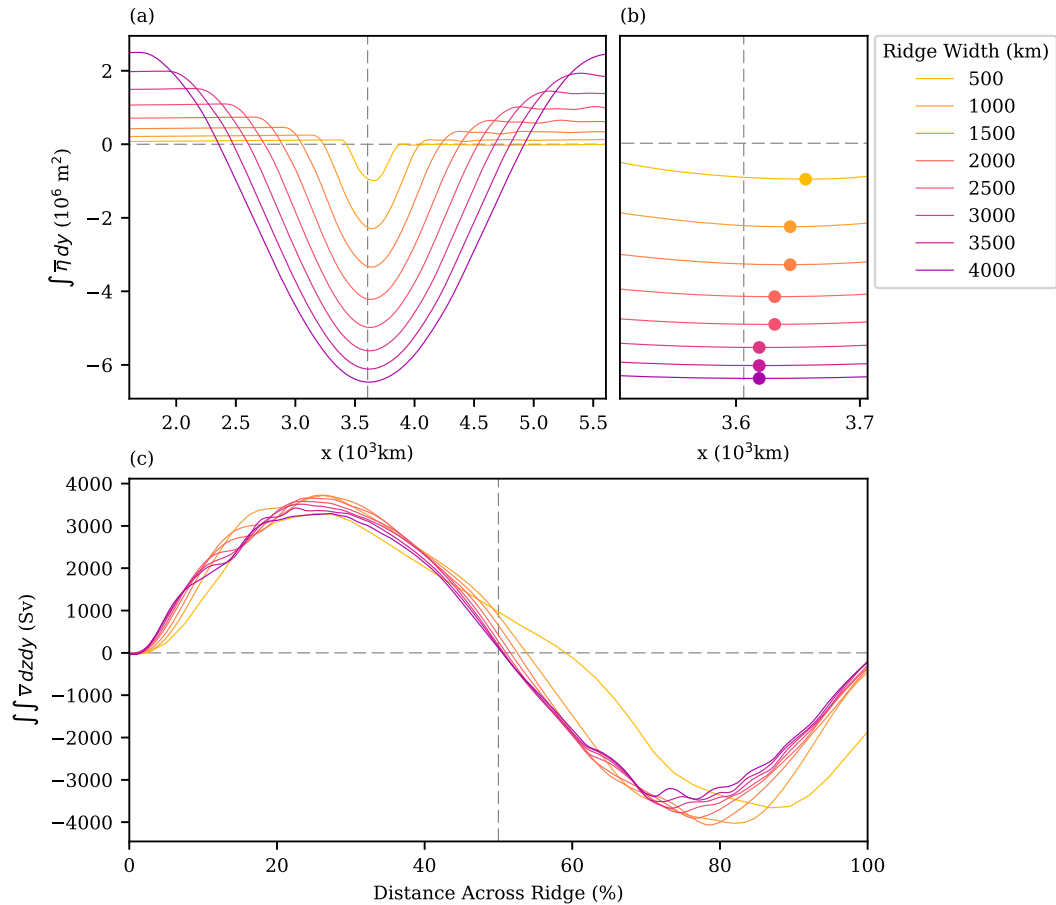 (a)
(b)
∫ η̅ dy (10⁶ m²)
2
0
−2
−4
−6
2.0 2.5 3.0 3.5 4.0 4.5 5.0 5.5
x (10³km)
3.6 3.7
x (10³km)
Ridge Width (km)
500
1000
1500
2000
2500
3000
3500
4000
(c)
∫ ∫ v̅ dzdy (Sv)
4000
3000
2000
1000
0
−1000
−2000
−3000
−4000
0 20 40 60 80 100
Distance Across Ridge (%)